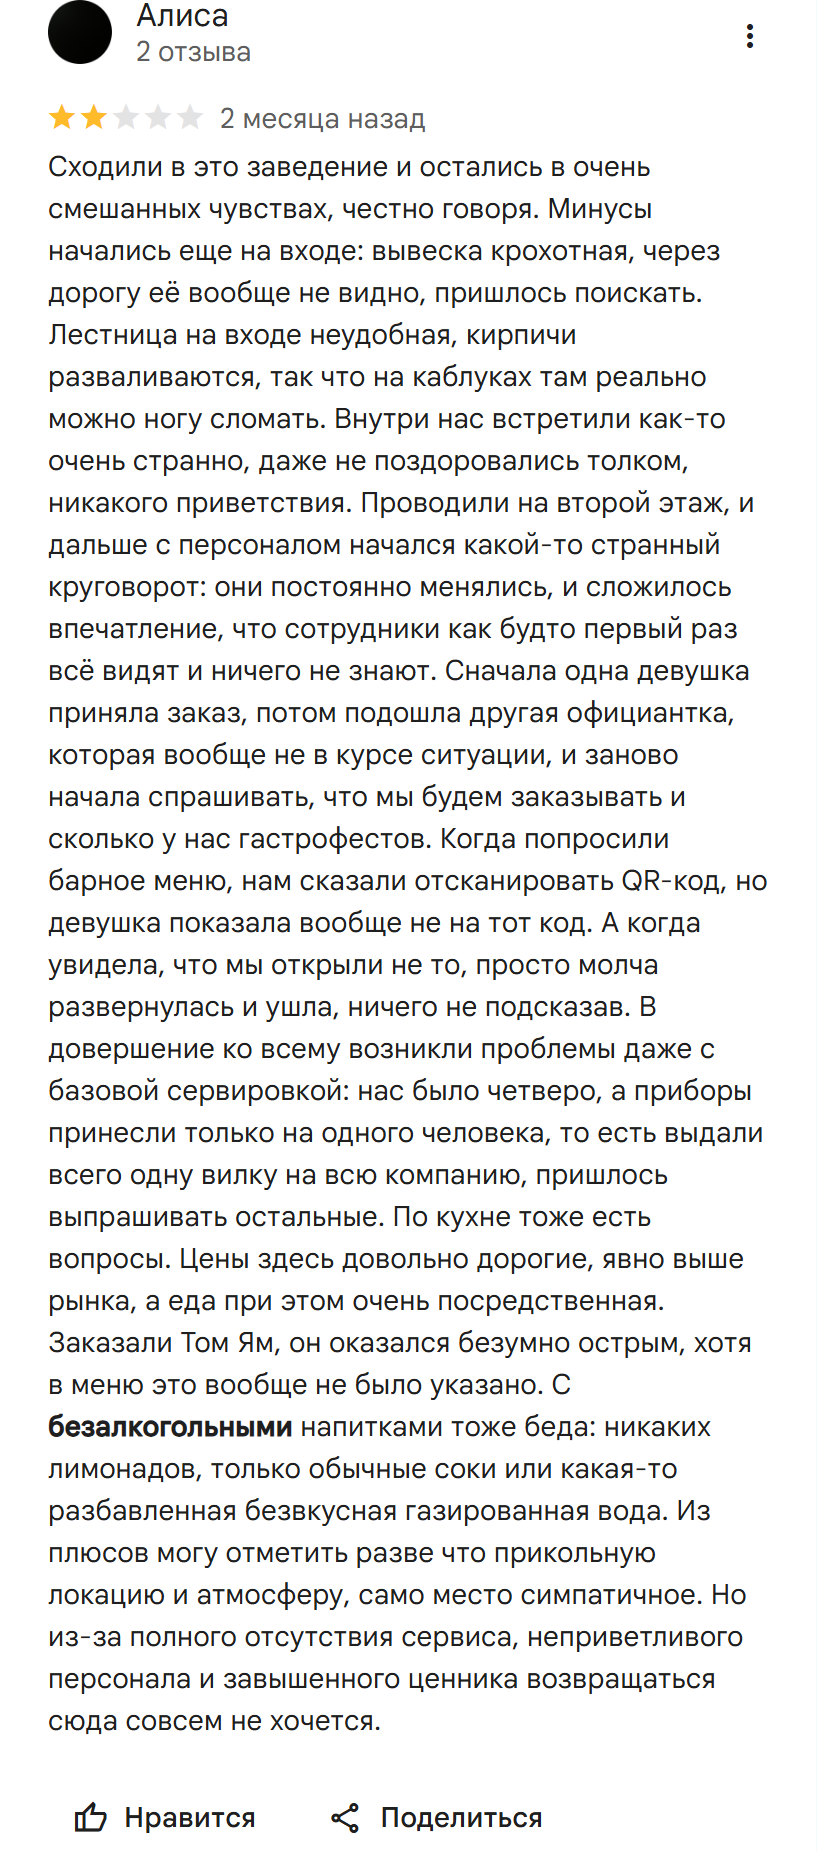 Алиса
2 отзыва
2 месяца назад
Сходили в это заведение и остались в очень
смешанных чувствах, честно говоря. Минусы
начались еще на входе: вывеска крохотная, через
дорогу её вообще не видно, пришлось поискать.
Лестница на входе неудобная, кирпичи
разваливаются, так что на каблуках там реально
можно ногу сломать. Внутри нас встретили как-то
очень странно, даже не поздоровались толком,
никакого приветствия. Проводили на второй этаж, и
дальше с персоналом начался какой-то странный
круговорот: они постоянно менялись, и сложилось
впечатление, что сотрудники как будто первый раз
всё видят и ничего не знают. Сначала одна девушка
приняла заказ, потом подошла другая официантка,
которая вообще не в курсе ситуации, и заново
начала спрашивать, что мы будем заказывать и
сколько у нас гастрофестов. Когда попросили
барное меню, нам сказали отсканировать QR-код, но
девушка показала вообще не на тот код. А когда
увидела, что мы открыли не то, просто молча
развернулась и ушла, ничего не подсказав. В
довершение ко всему возникли проблемы даже с
базовой сервировкой: нас было четверо, а приборы
принесли только на одного человека, то есть выдали
всего одну вилку на всю компанию, пришлось
выпрашивать остальные. По кухне тоже есть
вопросы. Цены здесь довольно дорогие, явно выше
рынка, а еда при этом очень посредственная.
Заказали Том Ям, он оказался безумно острым, хотя
в меню это вообще не было указано. С
безалкогольными напитками тоже беда: никаких
лимонадов, только обычные соки или какая-то
разбавленная безвкусная газированная вода. Из
плюсов могу отметить разве что прикольную
локацию и атмосферу, само место симпатичное. Но
из-за полного отсутствия сервиса, неприветливого
персонала и завышенного ценника возвращаться
сюда совсем не хочется.
Нравится Поделиться